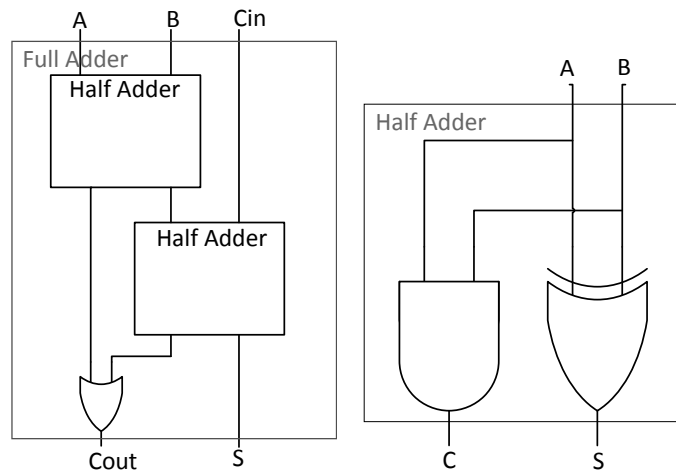 A B Cin
Full Adder
Half Adder
Half Adder
Cout S
A B
Half Adder
C S